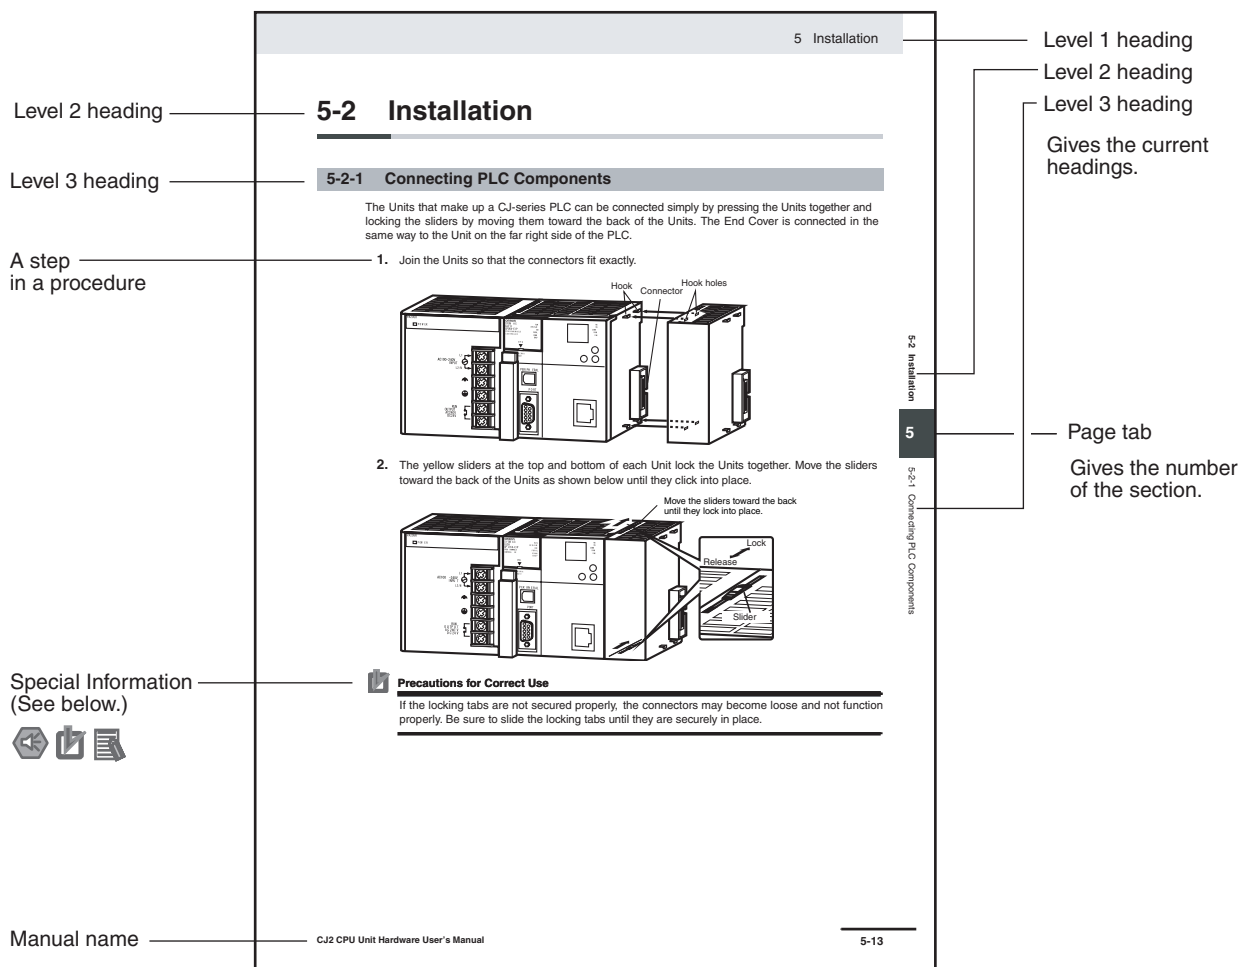 5 Installation
Level 1 heading
Level 2 heading
Level 3 heading
Gives the current
headings.
Level 2 heading
5-2 Installation
Level 3 heading
5-2-1 Connecting PLC Components
The Units that make up a CJ-series PLC can be connected simply by pressing the Units together and
locking the sliders by moving them toward the back of the Units. The End Cover is connected in the
same way to the Unit on the far right side of the PLC.
A step
in a procedure
1. Join the Units so that the connectors fit exactly.
Hook
Connector
Hook holes
5-2 Installation
5
Page tab
Gives the number
of the section.
5-2-1 Connecting PLC Components
2. The yellow sliders at the top and bottom of each Unit lock the Units together. Move the sliders
toward the back of the Units as shown below until they click into place.
Move the sliders toward the back
until they lock into place.
Lock
Release
Slider
Special Information
(See below.)
Precautions for Correct Use
If the locking tabs are not secured properly, the connectors may become loose and not function
properly. Be sure to slide the locking tabs until they are securely in place.
Manual name
CJ2 CPU Unit Hardware User's Manual
5-13